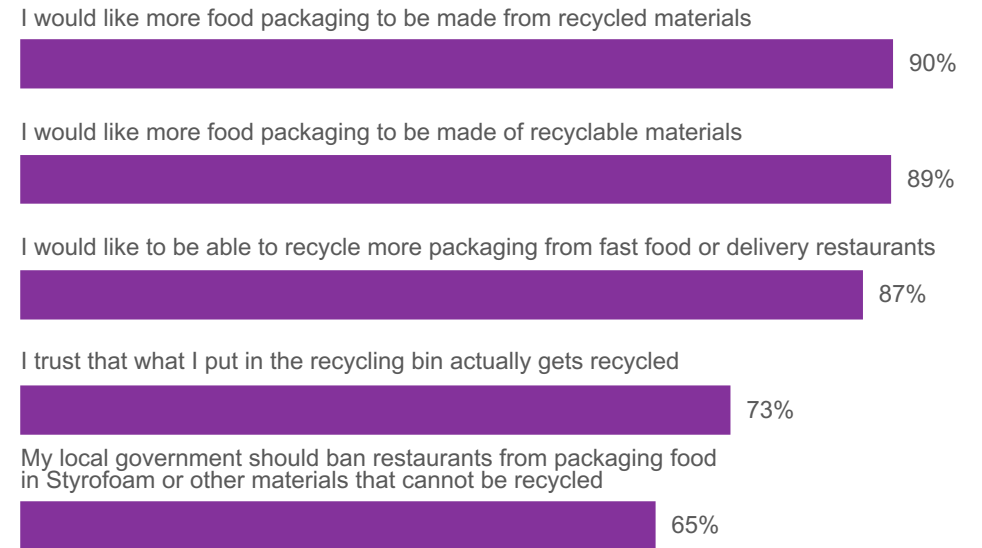 I would like more food packaging to be made from recycled materials
90%
I would like more food packaging to be made of recyclable materials
89%
I would like to be able to recycle more packaging from fast food or delivery restaurants
87%
I trust that what I put in the recycling bin actually gets recycled
73%
My local government should ban restaurants from packaging food
in Styrofoam or other materials that cannot be recycled
65%